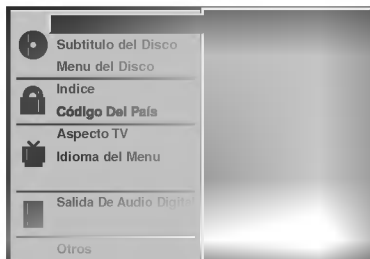 Subtitulo del Disco
Menu del Disco
Indice
Código Del País
Aspecto TV
Idioma del Menu
Salida De Audio Digital
Otros